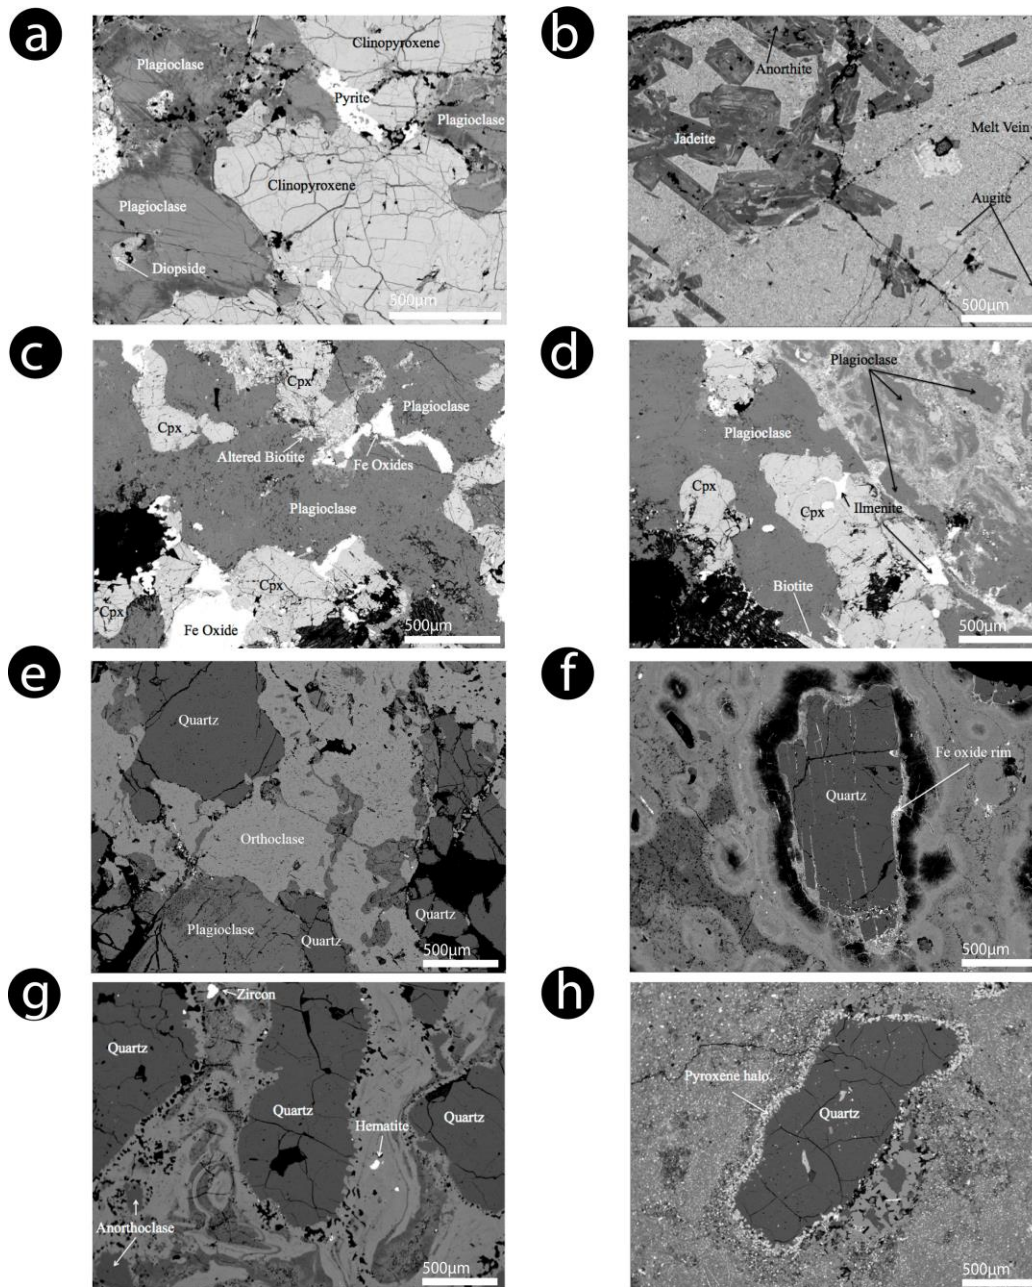 a
Clinopyroxene
Plagioclase
Pyrite
Plagioclase
Clinopyroxene
Plagioclase
Diopside
500µm
b
Anorthite
Jadeite
Melt Vein
Augite
500µm
c
Cpx
Plagioclase
Cpx
Altered Biotite
Fe Oxides
Plagioclase
Cpx
Cpx
Fe Oxide
500µm
d
Plagioclase
Plagioclase
Cpx
Cpx
Ilmenite
Biotite
500µm
e
Quartz
Orthoclase
Plagioclase
Quartz
Quartz
500µm
f
Fe oxide rim
Quartz
500µm
g
Zircon
Quartz
Quartz
Quartz
Hematite
Anorthoclase
500µm
h
Pyroxene halo
Quartz
500µm